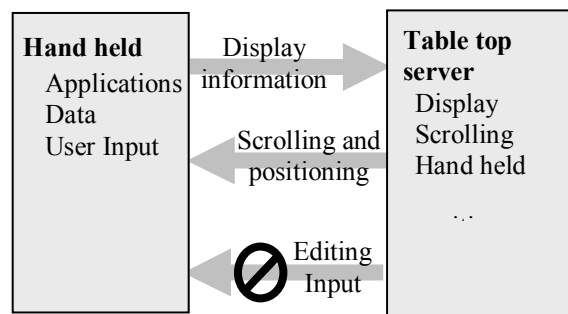 Hand held
Applications
Data
User Input
Display
information
Scrolling and
positioning
Editing
Input
Table top
server
Display
Scrolling
Hand held
...